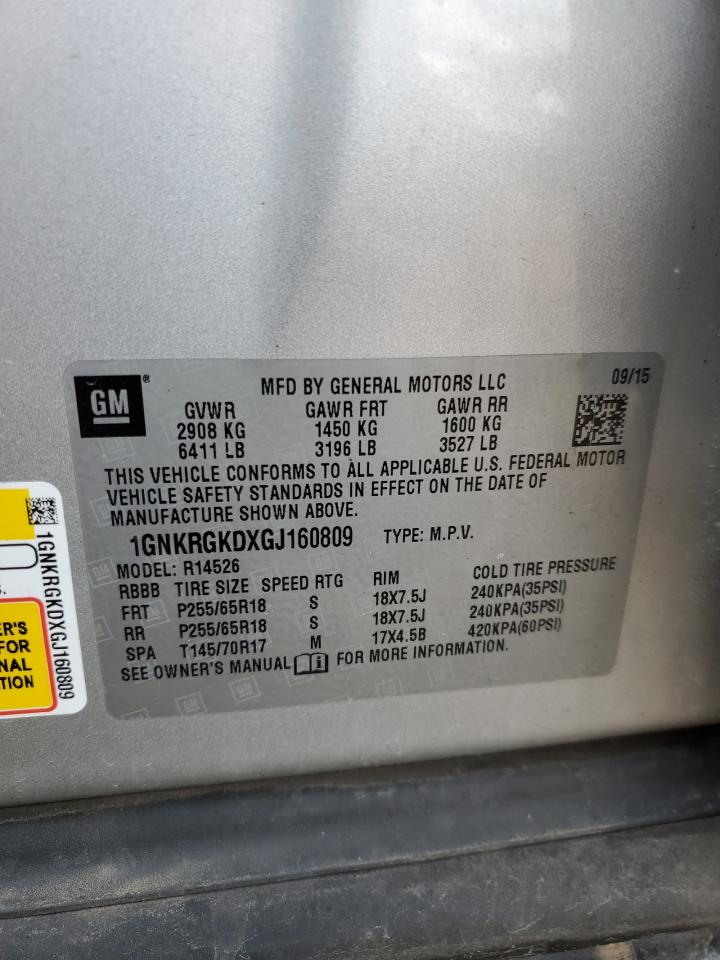 GM®
MFD BY GENERAL MOTORS LLC 09/15
GVWR GAWR FRT GAWR RR
2908 KG 1450 KG 1600 KG
6411 LB 3196 LB 3527 LB
THIS VEHICLE CONFORMS TO ALL APPLICABLE U.S. FEDERAL MOTOR
VEHICLE SAFETY STANDARDS IN EFFECT ON THE DATE OF
MANUFACTURE SHOWN ABOVE.
1GNKRGKDXGJ160809 TYPE: M.P.V.
MODEL: R14526
RBBB TIRE SIZE SPEED RTG RIM COLD TIRE PRESSURE
FRT P255/65R18 S 18X7.5J 240KPA(35PSI)
RR P255/65R18 S 18X7.5J 240KPA(35PSI)
SPA T145/70R17 M 17X4.5B 420KPA(60PSI)
SEE OWNER'S MANUAL FOR MORE INFORMATION.
1GNKRGKDXGJ160809
ER'S
FOR
NAL
TION